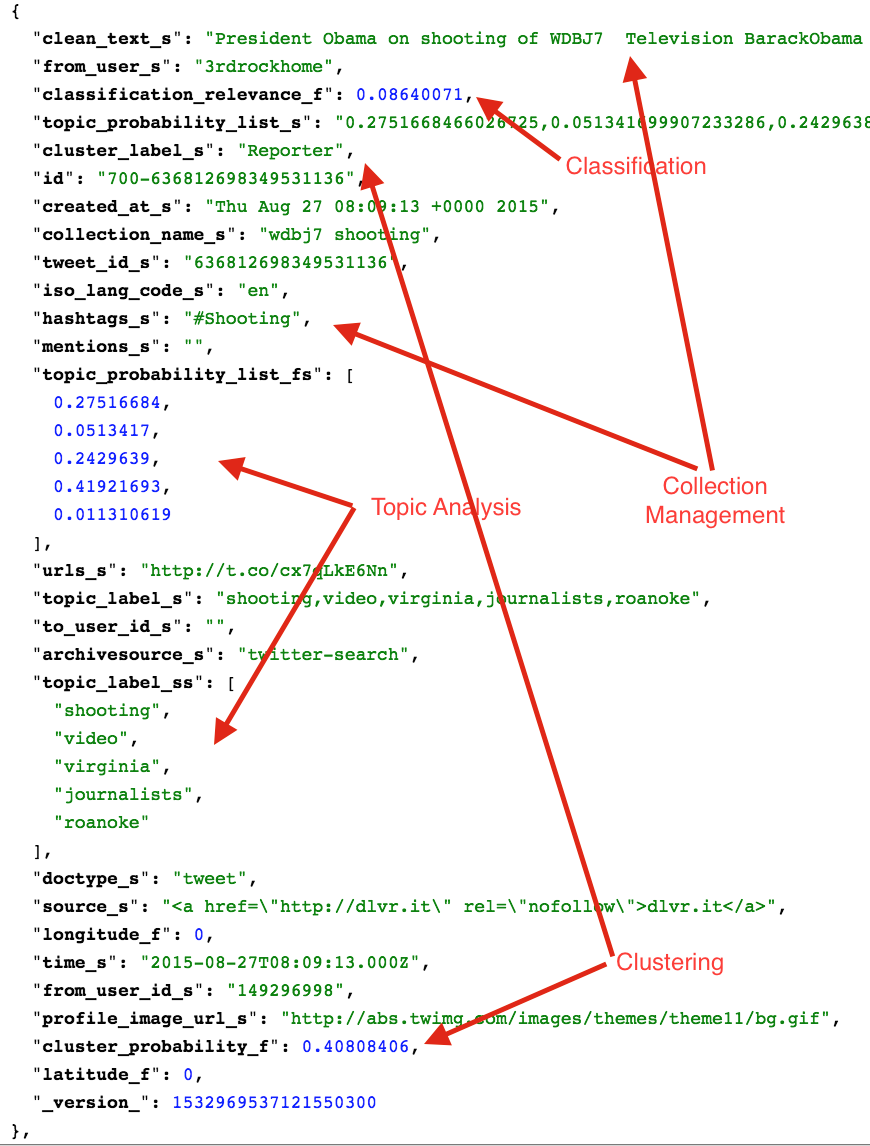 {
"clean_text_s": "President Obama on shooting of WDBJ7  Television BarackObama
"from_user_s": "3rdrockhome",
"classification_relevance_f": 0.08640071,
"topic_probability_list_s": "0.2751668466026725,0.051341699907233286,0.2429638
"cluster_label_s": "Reporter",
Classification
"id": "700-636812698349531136",
"created_at_s": "Thu Aug 27 08:09:13 +0000 2015",
"collection_name_s": "wdbj7 shooting",
"tweet_id_s": "636812698349531136",
"iso_lang_code_s": "en",
"hashtags_s": "#Shooting",
"mentions_s": "",
"topic_probability_list_fs": [
0.27516684,
0.0513417,
0.2429639,
0.41921693,
0.011310619
Collection
Management
Topic Analysis
],
"urls_s": "http://t.co/cx7qLkE6Nn",
"topic_label_s": "shooting,video,virginia,journalists,roanoke",
"to_user_id_s": "",
"archivesource_s": "twitter-search",
"topic_label_ss": [
"shooting",
"video",
"virginia",
"journalists",
"roanoke"
],
"doctype_s": "tweet",
"source_s": "<a href=\"http://dlvr.it\" rel=\"nofollow\">dlvr.it</a>",
"longitude_f": 0,
"time_s": "2015-08-27T08:09:13.000Z",
Clustering
"from_user_id_s": "149296998",
"profile_image_url_s": "http://abs.twimg.com/images/themes/theme11/bg.gif",
"cluster_probability_f": 0.40808406,
"latitude_f": 0,
"_version_": 1532969537121550300
},